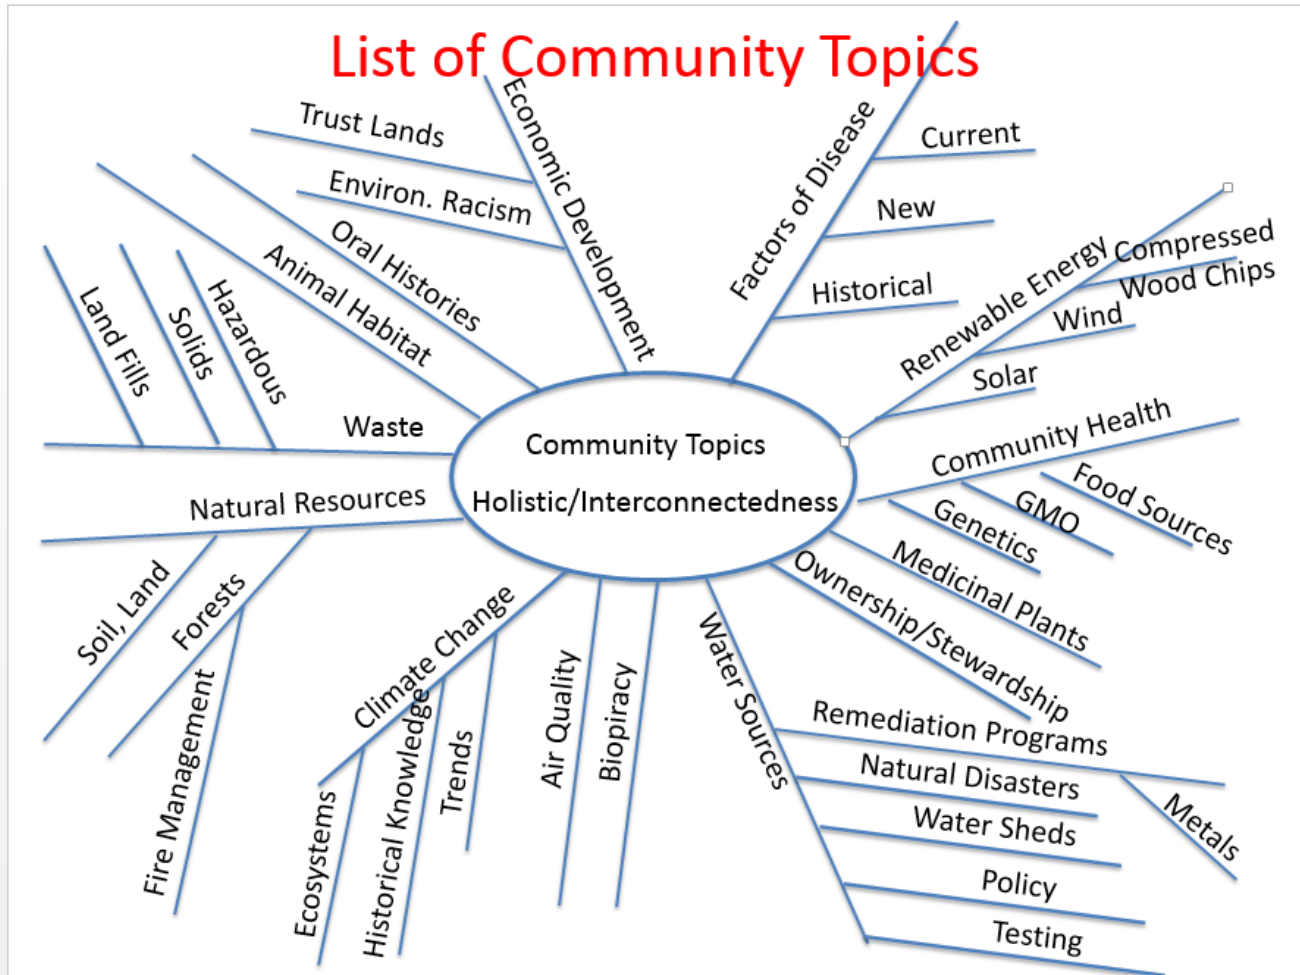 List of Community Topics
Economic Development
Trust Lands
Environ. Racism
Oral Histories
Animal Habitat
Waste
Hazardous
Solids
Land Fills
Natural Resources
Soil, Land
Forests
Fire Management
Climate Change
Ecosystems
Historical Knowledge
Trends
Air Quality
Biopiracy
Water Sources
Remediation Programs
Metals
Natural Disasters
Water Sheds
Policy
Testing
Ownership/Stewardship
Medicinal Plants
Community Health
Genetics
GMO
Food Sources
Renewable Energy
Compressed
Wood Chips
Wind
Solar
Factors of Disease
Current
New
Historical
Community Topics
Holistic/Interconnectedness